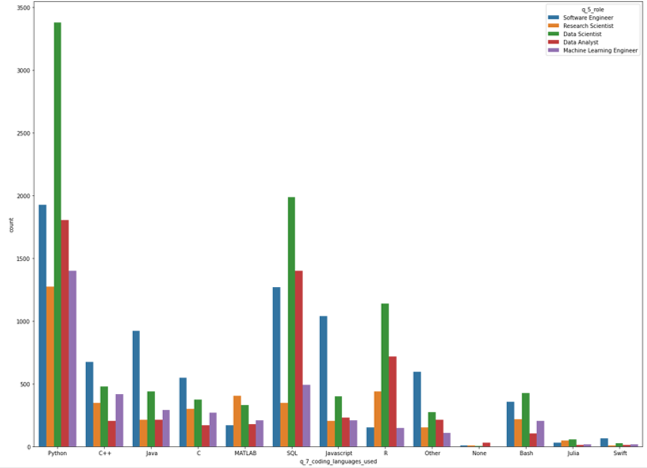 q_5_role
Software Engineer
Research Scientist
Data Scientist
Data Analyst
Machine Learning Engineer
3500
3000
2500
2000
1500
1000
500
0
count
Python C++ Java C MATLAB SQL Javascript R Other None Bash Julia Swift
q_7_coding_languages_used